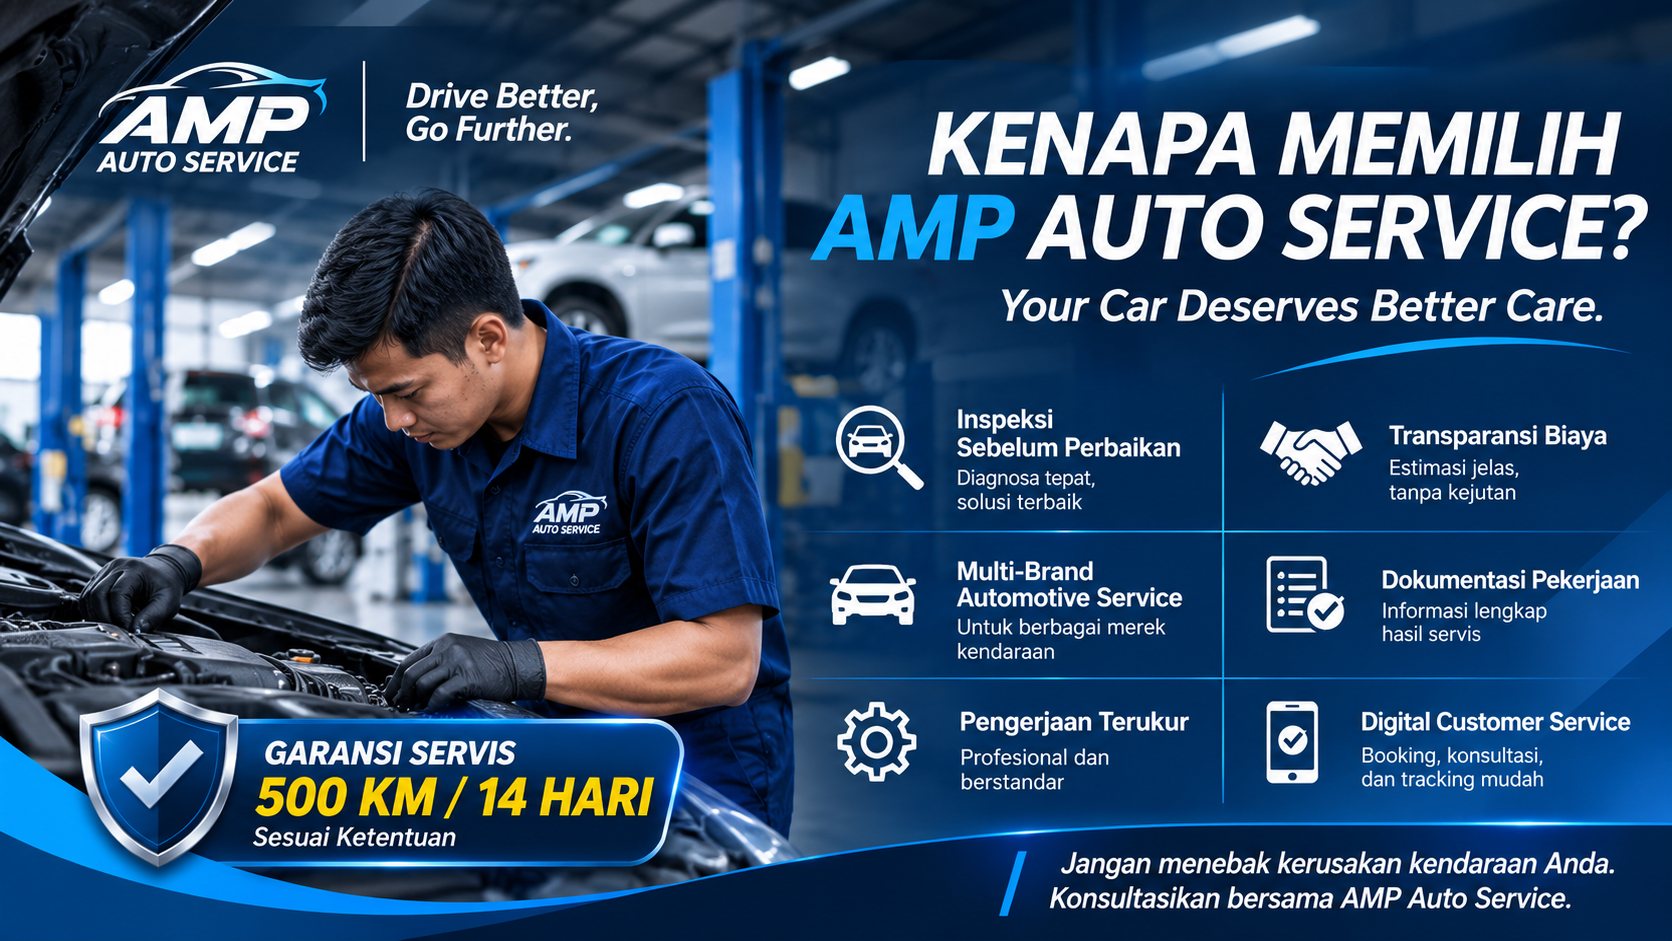 AMP
AUTO SERVICE
Drive Better,
Go Further.
KENAPA MEMILIH
AMP AUTO SERVICE?
Your Car Deserves Better Care.
Inspeksi
Sebelum Perbaikan
Diagnosa tepat,
solusi terbaik
Transparansi Biaya
Estimasi jelas,
tanpa kejutan
Multi-Brand
Automotive Service
Untuk berbagai merek
kendaraan
Dokumentasi Pekerjaan
Informasi lengkap
hasil servis
Pengerjaan Terukur
Profesional dan
berstandar
Digital Customer Service
Booking, konsultasi,
dan tracking mudah
AMP
AUTO SERVICE
GARANSI SERVIS
500 KM / 14 HARI
Sesuai Ketentuan
Jangan menebak kerusakan kendaraan Anda.
Konsultasikan bersama AMP Auto Service.